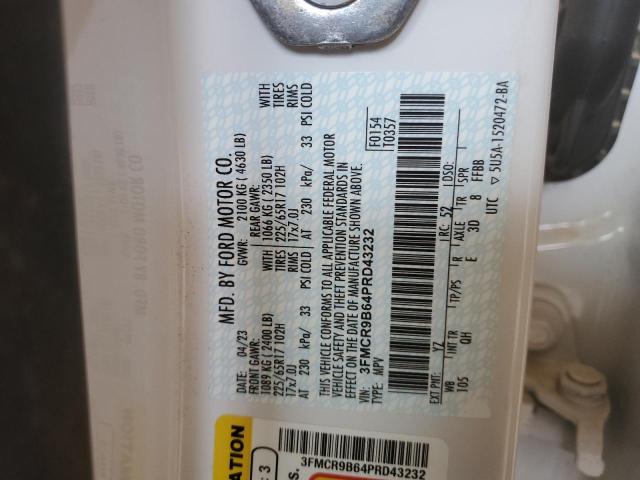 MFD. BY FORD MOTOR CO.
DATE: 04/23 GVWR: 2100 KG ( 4630 LB)
FRONT GAWR: REAR GAWR:
1089 KG ( 2400 LB) WITH 1066 KG ( 2350 LB) WITH
225/65R17 102H TIRES 225/65R17 102H TIRES
17x7.0J RIMS 17x7.0J RIMS
AT 230 kPa/ 33 PSI COLD AT 230 kPa/ 33 PSI COLD
THIS VEHICLE CONFORMS TO ALL APPLICABLE FEDERAL MOTOR
VEHICLE SAFETY AND THEFT PREVENTION STANDARDS IN
EFFECT ON THE DATE OF MANUFACTURE SHOWN ABOVE.
VIN: 3FMCR9B64PRD43232 F0154
TYPE: MPV T0357
EXT PNT: YZ RC: 52 DSO:
WB INT TR TP/PS R AXLE TR SPR
105 QH E 3D 8 FFBB
UTC ▽ 5U5A-1520472-BA
3FMCR9B64PRD43232